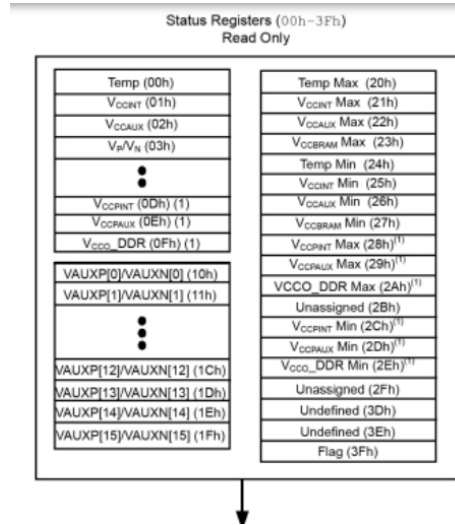 Status Registers (00h-3Fh)
Read Only
Temp (00h)
VCCINT (01h)
VCCAUX (02h)
VP/VN (03h)
VCCPINT (0Dh) (1)
VCCPAUX (0Eh) (1)
VCCO_DDR (0Fh) (1)
VAUXP[0]/VAUXN[0] (10h)
VAUXP[1]/VAUXN[1] (11h)
VAUXP[12]/VAUXN[12] (1Ch)
VAUXP[13]/VAUXN[13] (1Dh)
VAUXP[14]/VAUXN[14] (1Eh)
VAUXP[15]/VAUXN[15] (1Fh)
Temp Max (20h)
VCCINT Max (21h)
VCCAUX Max (22h)
VCCBRAM Max (23h)
Temp Min (24h)
VCCINT Min (25h)
VCCAUX Min (26h)
VCCBRAM Min (27h)
VCCPINT Max (28h)(1)
VCCPAUX Max (29h)(1)
VCCO_DDR Max (2Ah)(1)
Unassigned (2Bh)
VCCPINT Min (2Ch)(1)
VCCPAUX Min (2Dh)(1)
VCCO_DDR Min (2Eh)(1)
Unassigned (2Fh)
Undefined (3Dh)
Undefined (3Eh)
Flag (3Fh)